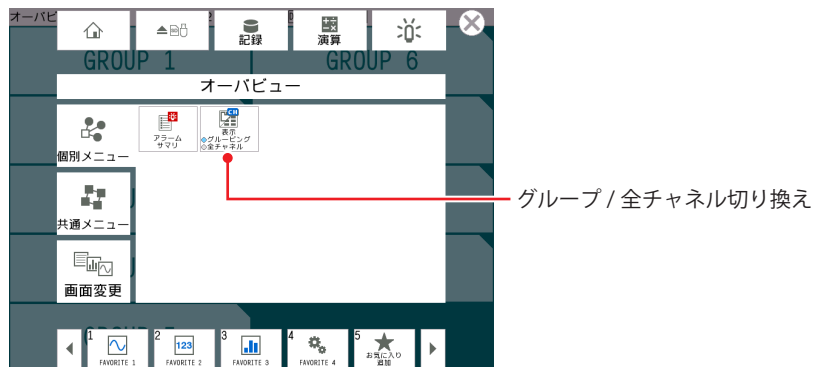 オーバビ
記録
演算
GROUP 1
GROUP 6
オーバビュー
個別メニュー
アラーム
サマリ
CH
表示
グルーピング
全チャネル
グループ / 全チャネル切り換え
共通メニュー
画面変更
1
FAVORITE 1
2
123
FAVORITE 2
3
FAVORITE 3
4
FAVORITE 4
5
お気に入り
追加